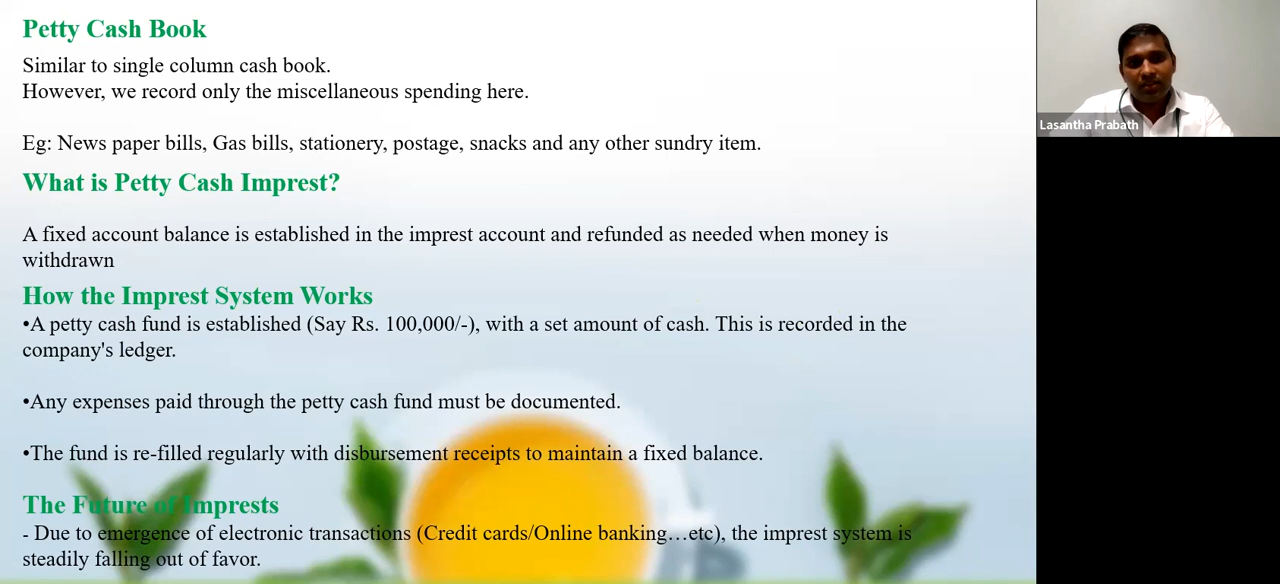 Petty Cash Book
Similar to single column cash book.
However, we record only the miscellaneous spending here.
Eg: News paper bills, Gas bills, stationery, postage, snacks and any other sundry item.
What is Petty Cash Imprest?
A fixed account balance is established in the imprest account and refunded as needed when money is
withdrawn
How the Imprest System Works
•A petty cash fund is established (Say Rs. 100,000/-), with a set amount of cash. This is recorded in the
company's ledger.
•Any expenses paid through the petty cash fund must be documented.
•The fund is re-filled regularly with disbursement receipts to maintain a fixed balance.
The Future of Imprests
- Due to emergence of electronic transactions (Credit cards/Online banking…etc), the imprest system is
steadily falling out of favor.
Lasantha Prabath